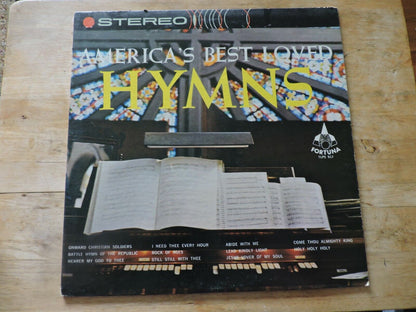 STEREO
AMERICA'S BEST LOVED
HYMNS
FORTUNA
ONWARD CHRISTIAN SOLDIERS
BATTLE HYMN OF THE REPUBLIC
NEARER MY GOD TO THEE
I NEED THEE EVERY HOUR
ROCK OF AGES
STILL STILL WITH THEE
ABIDE WITH ME
LEAD KINDLY LIGHT
JESUS LOVER OF MY SOUL
COME THOU ALMIGHTY KING
HOLY HOLY HOLY